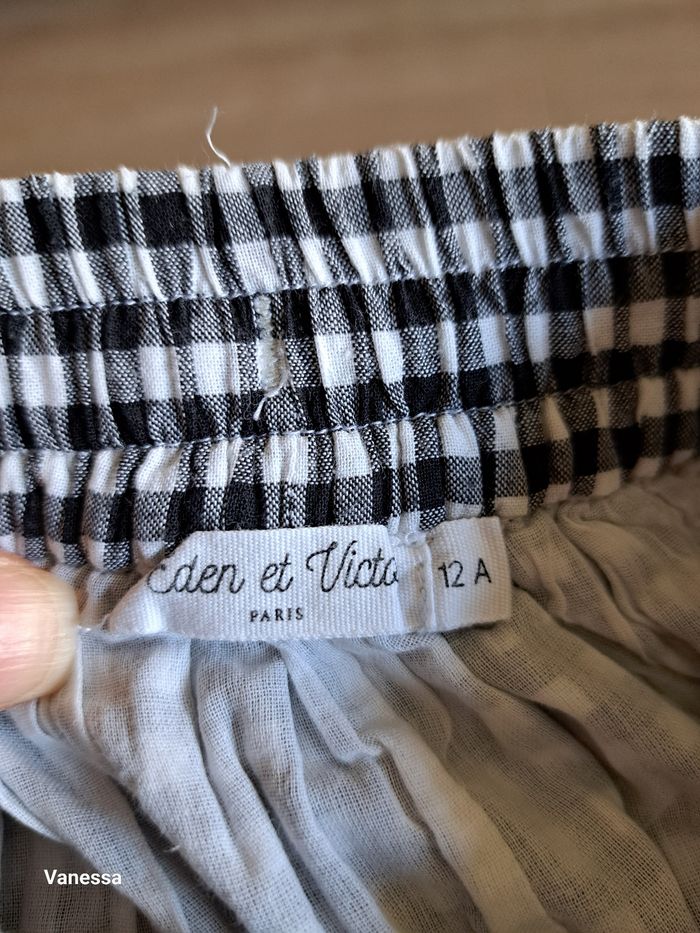 Eden et Victo
12 A
PARIS
Vanessa